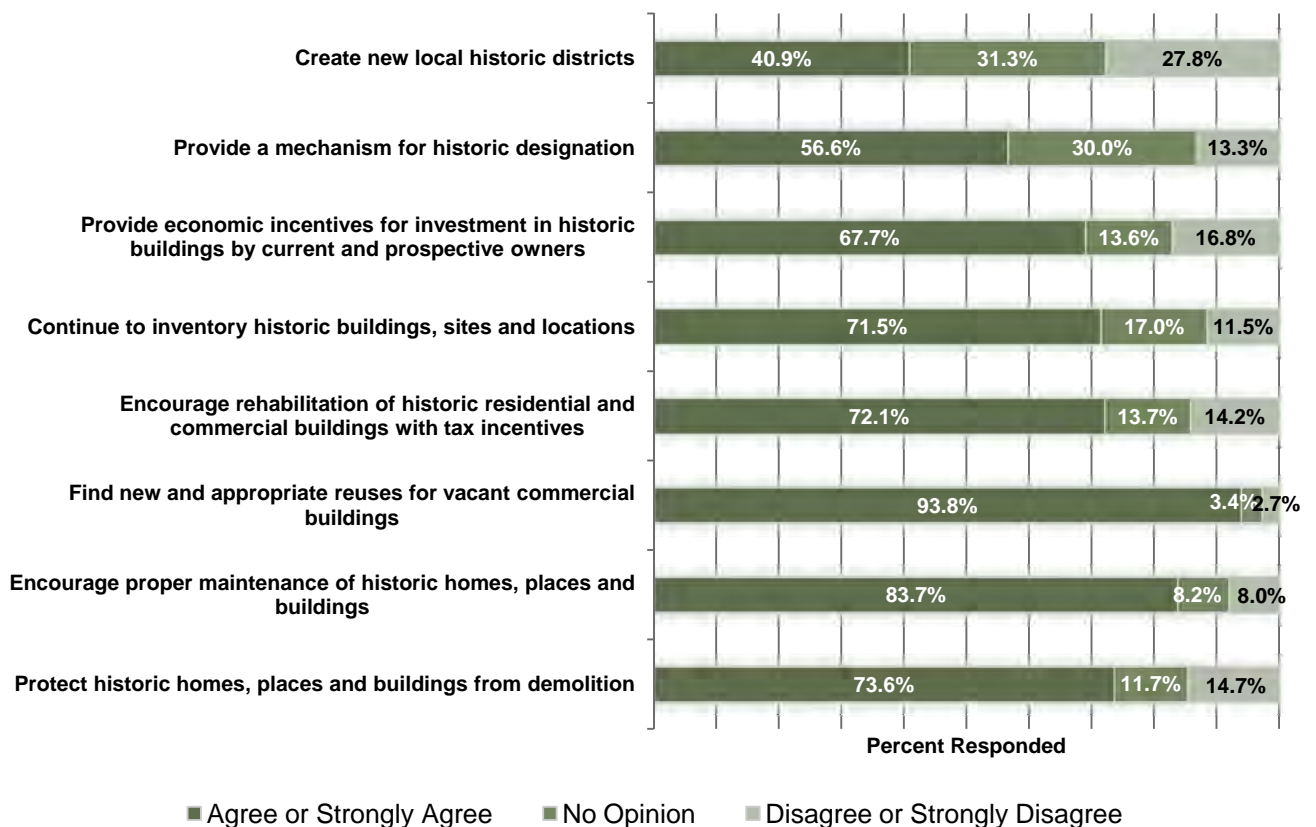 Create new local historic districts
40.9% 31.3% 27.8%
Provide a mechanism for historic designation
56.6% 30.0% 13.3%
Provide economic incentives for investment in historic
buildings by current and prospective owners
67.7% 13.6% 16.8%
Continue to inventory historic buildings, sites and locations
71.5% 17.0% 11.5%
Encourage rehabilitation of historic residential and
commercial buildings with tax incentives
72.1% 13.7% 14.2%
Find new and appropriate reuses for vacant commercial
buildings
93.8% 3.4% 2.7%
Encourage proper maintenance of historic homes, places and
buildings
83.7% 8.2% 8.0%
Protect historic homes, places and buildings from demolition
73.6% 11.7% 14.7%
Percent Responded
Agree or Strongly Agree No Opinion Disagree or Strongly Disagree